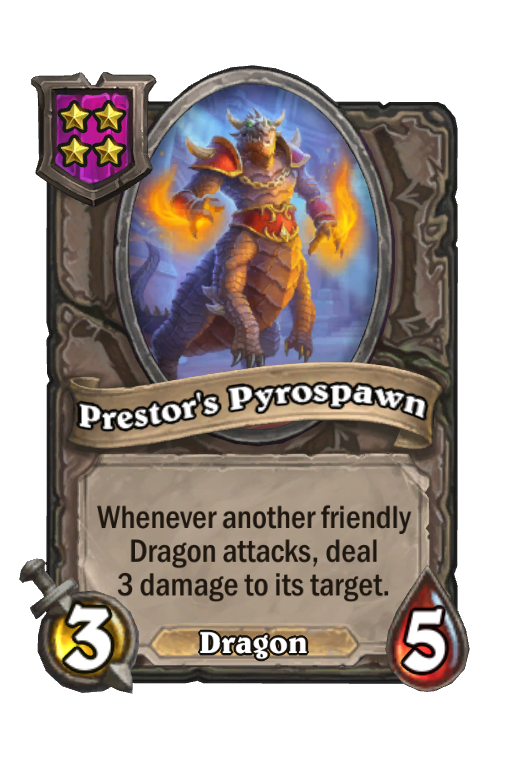 Prestor's Pyrospawn
Whenever another friendly
Dragon attacks, deal
3 damage to its target.
3
Dragon
5